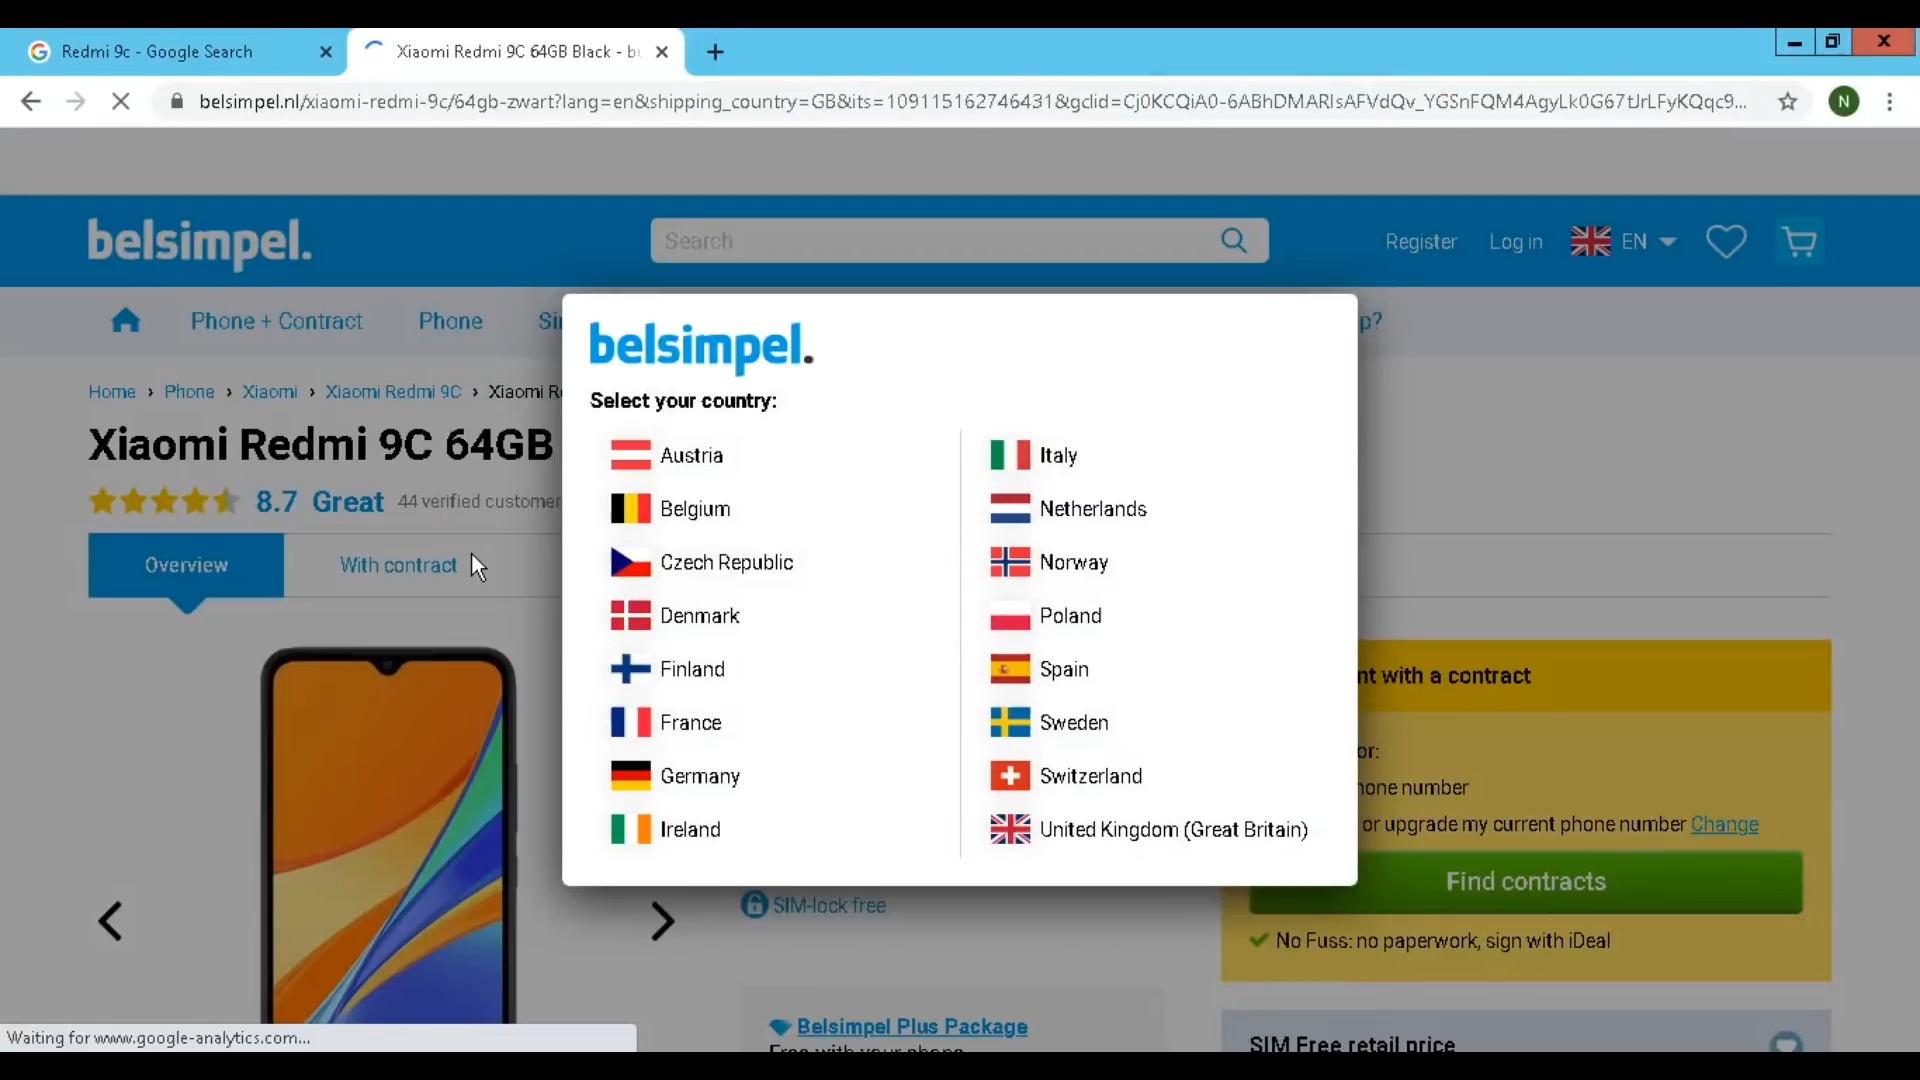 Redmi 9c - Google Search
Xiaomi Redmi 9C 64GB Black - b
belsimpel.nl/xiaomi-redmi-9c/64gb-zwart?lang=en&shipping_country=GB&its=109115162746431&gclid=
N
belsimpel.
Search
Register
Log in
EN
Phone + Contract
Phone
p?
belsimpel.
Select your country:
Home › Phone › Xiaomi › Xiaomi Redmi 9C › Xiaomi R
Xiaomi Redmi 9C 64GB
8.7 Great 44 verified customer
Overview
With contract
Austria
Belgium
Czech Republic
Denmark
Finland
France
Germany
Ireland
Italy
Netherlands
Norway
Poland
Spain
Sweden
Switzerland
United Kingdom (Great Britain)
nt with a contract
or:
hone number
or upgrade my current phone number Change
Find contracts
No Fuss: no paperwork, sign with iDeal
SIM-lock free
Belsimpel Plus Package
Free with your phone
SIM Free retail price
Waiting for www.google-analytics.com...